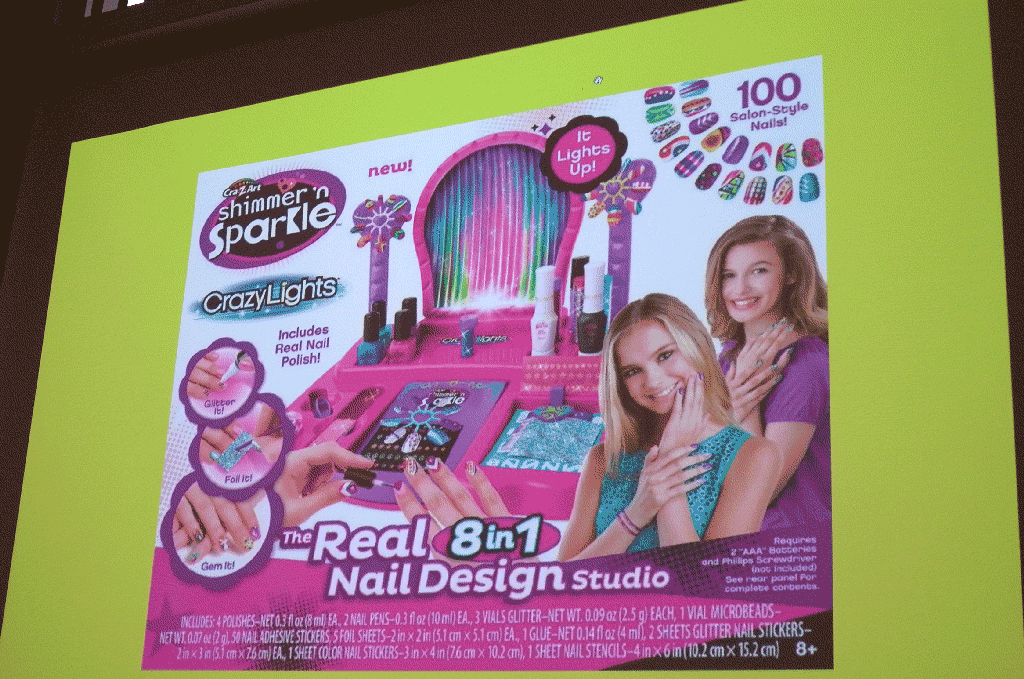 100
Salon-Style
Nails!
It
Lights
Up!
new!
Cra-Z-Art
shimmer 'n
Sparkle™
CrazyLights™
Includes
Real Nail
Polish!
Glitter
It!
Foil It!
Gem It!
shimmer 'n
Sparkle
The Real 8 in 1
Nail Design Studio
Requires
2 "AAA" Batteries
and Phillips Screwdriver
(not included)
See rear panel for
complete contents.
INCLUDES: 4 POLISHES–NET 0.3 fl oz (8 ml) EA., 2 NAIL PENS–0.3 fl oz (10 ml) EA., 3 VIALS GLITTER–NET WT. 0.09 oz (2.5 g) EACH, 1 VIAL MICROBEADS–
NET WT. 0.07 oz (2 g), 50 NAIL ADHESIVE STICKERS, 5 FOIL SHEETS–2 in x 2 in (5.1 cm x 5.1 cm) EA., 1 GLUE–NET 0.14 fl oz (4 ml), 2 SHEETS GLITTER NAIL STICKERS–
2 in x 3 in (5.1 cm x 7.6 cm) EA., 1 SHEET COLOR NAIL STICKERS–3 in x 4 in (7.6 cm x 10.2 cm), 1 SHEET NAIL STENCILS–4 in x 6 in (10.2 cm x 15.2 cm) 8+